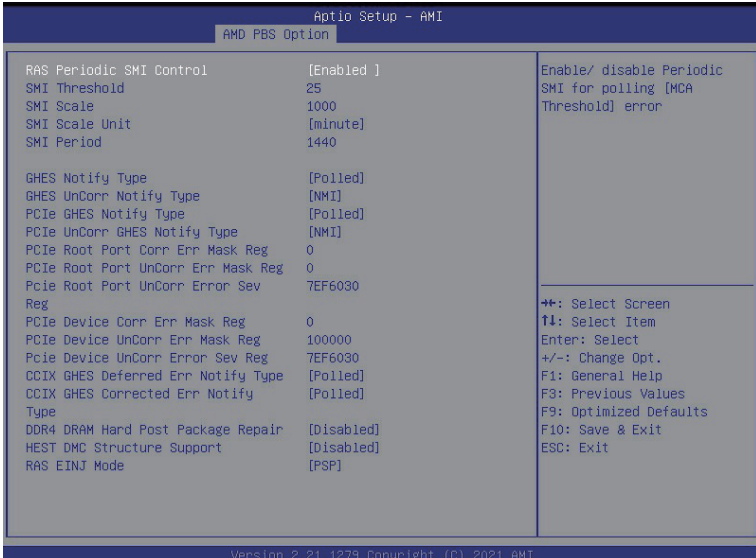 Aptio Setup – AMI
AMD PBS Option
RAS Periodic SMI Control [Enabled ]
SMI Threshold 25
SMI Scale 1000
SMI Scale Unit [minute]
SMI Period 1440
GHES Notify Type [Polled]
GHES UnCorr Notify Type [NMI]
PCIe GHES Notify Type [Polled]
PCIe UnCorr GHES Notify Type [NMI]
PCIe Root Port Corr Err Mask Reg 0
PCIe Root Port UnCorr Err Mask Reg 0
Pcie Root Port UnCorr Error Sev 7EF6030
Reg
PCIe Device Corr Err Mask Reg 0
PCIe Device UnCorr Err Mask Reg 100000
Pcie Device UnCorr Error Sev Reg 7EF6030
CCIX GHES Deferred Err Notify Type [Polled]
CCIX GHES Corrected Err Notify [Polled]
Type
DDR4 DRAM Hard Post Package Repair [Disabled]
HEST DMC Structure Support [Disabled]
RAS EINJ Mode [PSP]
Enable/ disable Periodic
SMI for polling [MCA
Threshold] error
→←: Select Screen
↑↓: Select Item
Enter: Select
+/-: Change Opt.
F1: General Help
F3: Previous Values
F9: Optimized Defaults
F10: Save & Exit
ESC: Exit
Version 2.21.1279 Copyright (C) 2021 AMI